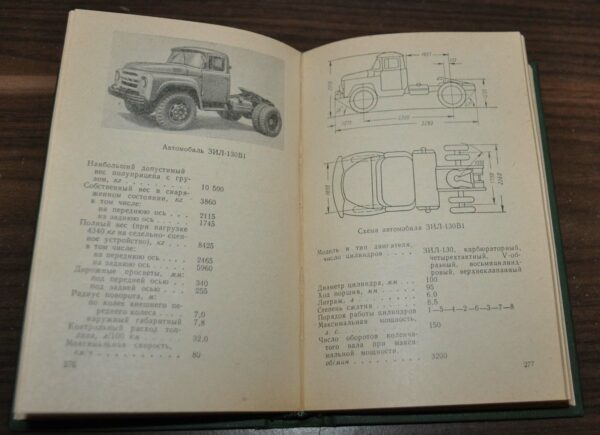 Автомобиль ЗИЛ-130В1
Наибольший допустимый
вес полуприцепа с гру-
зом, кг 10 500
Собственный вес в снаря-
женном состоянии, кг 3860
в том числе:
на переднюю ось 2115
на заднюю ось 1745
Полный вес (при нагрузке
4340 кг на седельно-сцеп-
ное устройство), кг 8425
в том числе:
на переднюю ось 2465
на заднюю ось 5960
Дорожные просветы, мм:
под передней осью 340
под задней осью 255
Радиус поворота, м:
по колее внешнего пе-
реднего колеса 7,0
наружный габаритный 7,8
Контрольный расход топ-
лива, л/100 км 32,0
Максимальная скорость,
км/ч 80
276
Схема автомобиля ЗИЛ-130В1
Модель и тип двигателя,
число цилиндров ЗИЛ-130, карбюраторный,
четырехтактный, V-об-
разный, восьмицилинд-
ровый, верхнеклапанный
Диаметр цилиндра, мм 100
Ход поршня, мм 95
Литраж, л 6,0
Степень сжатия 6,5
Порядок работы цилиндров 1—5—4—2—6—3—7—8
Максимальная мощность,
л. с. 150
Число оборотов коленча-
того вала при макси-
мальной мощности,
об/мин 3200
277